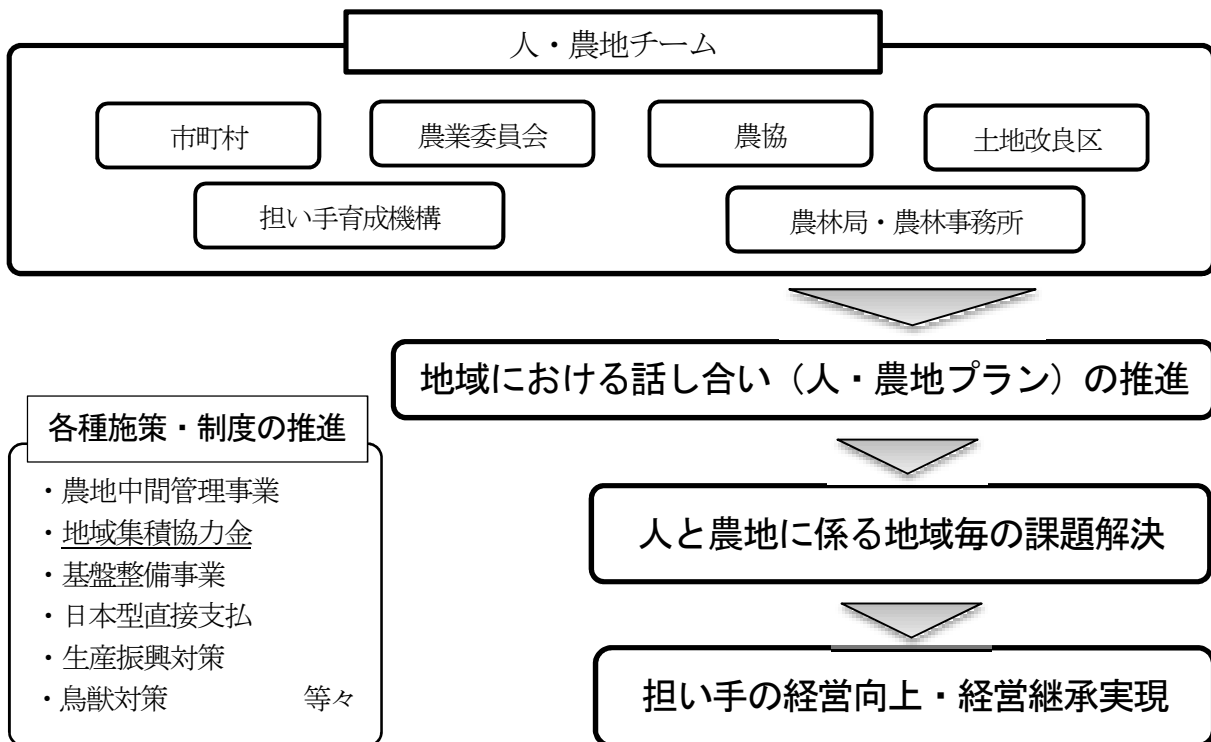 人・農地チーム
市町村
農業委員会
農協
土地改良区
担い手育成機構
農林局・農林事務所
地域における話し合い（人・農地プラン）の推進
各種施策・制度の推進
・農地中間管理事業
・地域集積協力金
・基盤整備事業
・日本型直接支払
・生産振興対策
・鳥獣対策　　　　　等々
人と農地に係る地域毎の課題解決
担い手の経営向上・経営継承実現